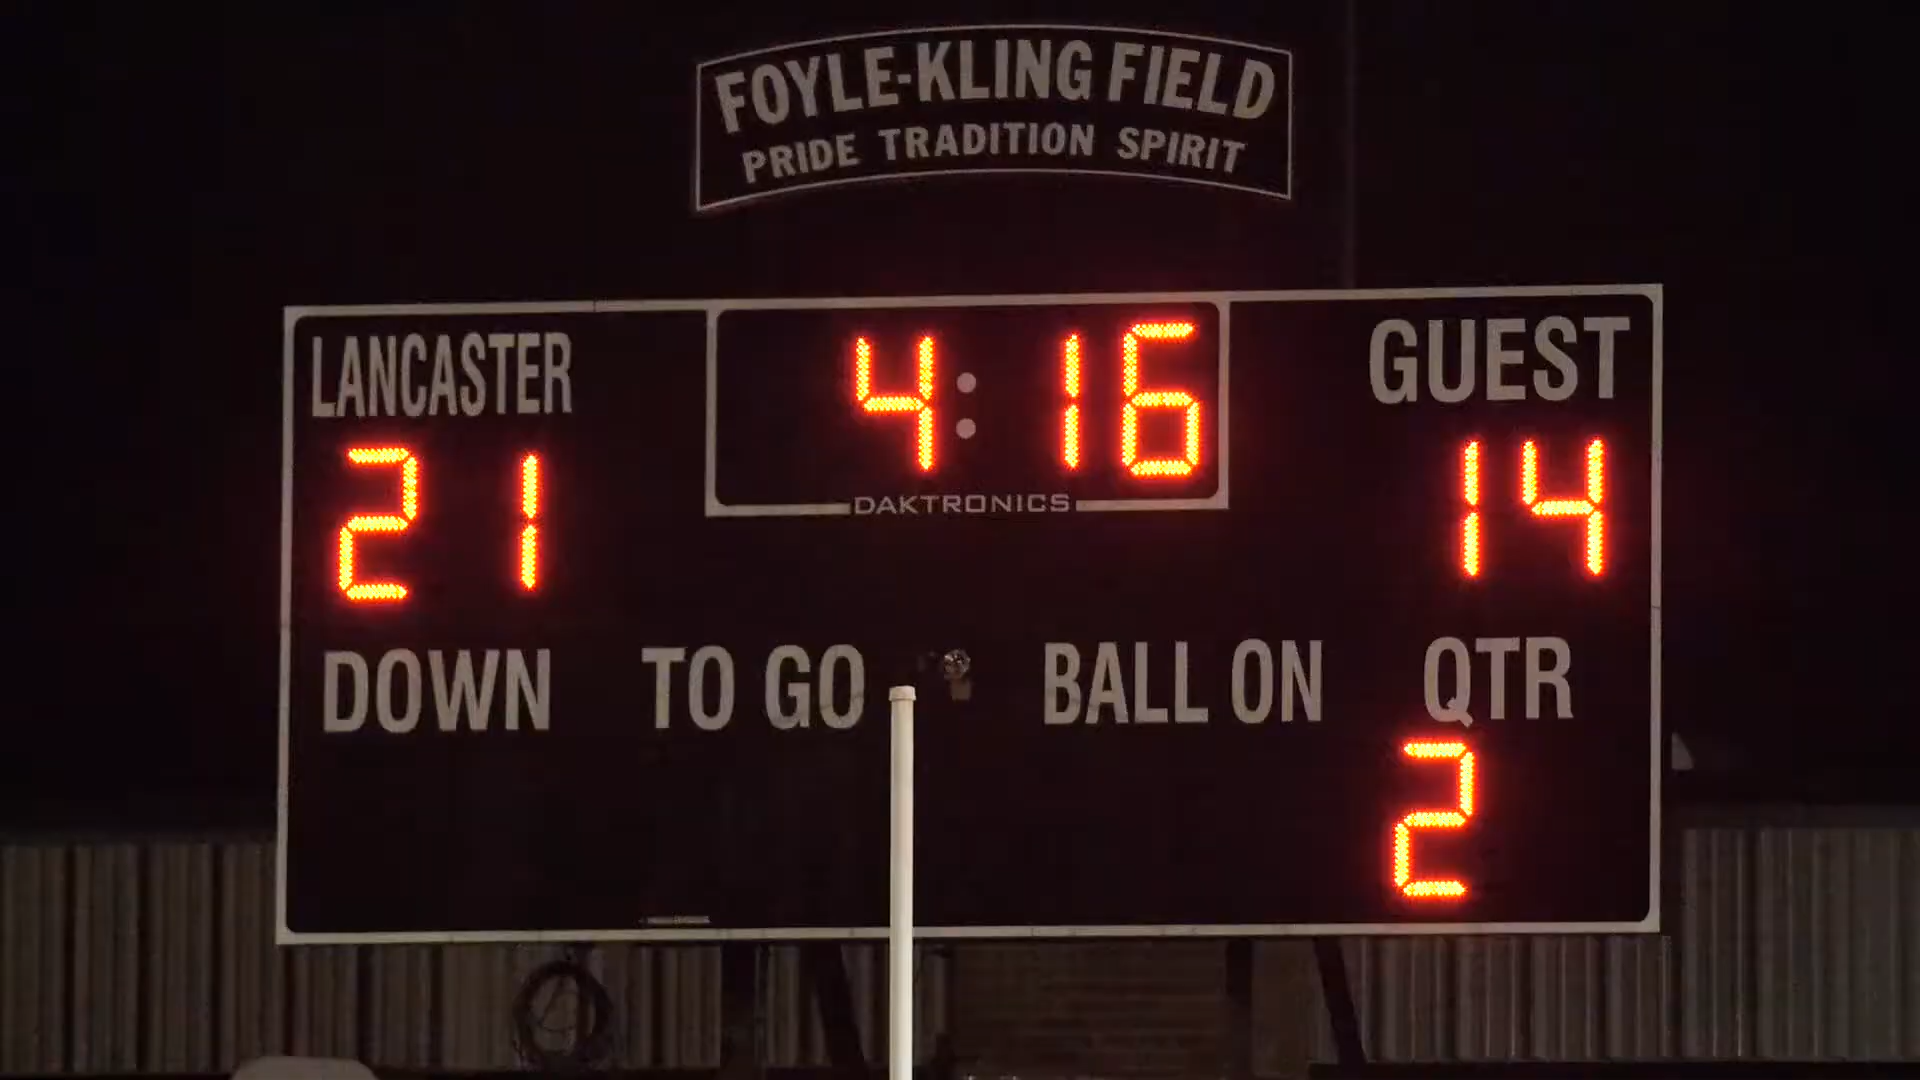 FOYLE-KLING FIELD
PRIDE TRADITION SPIRIT
LANCASTER 4:16 GUEST
21 14
DAKTRONICS
DOWN TO GO BALL ON QTR
2